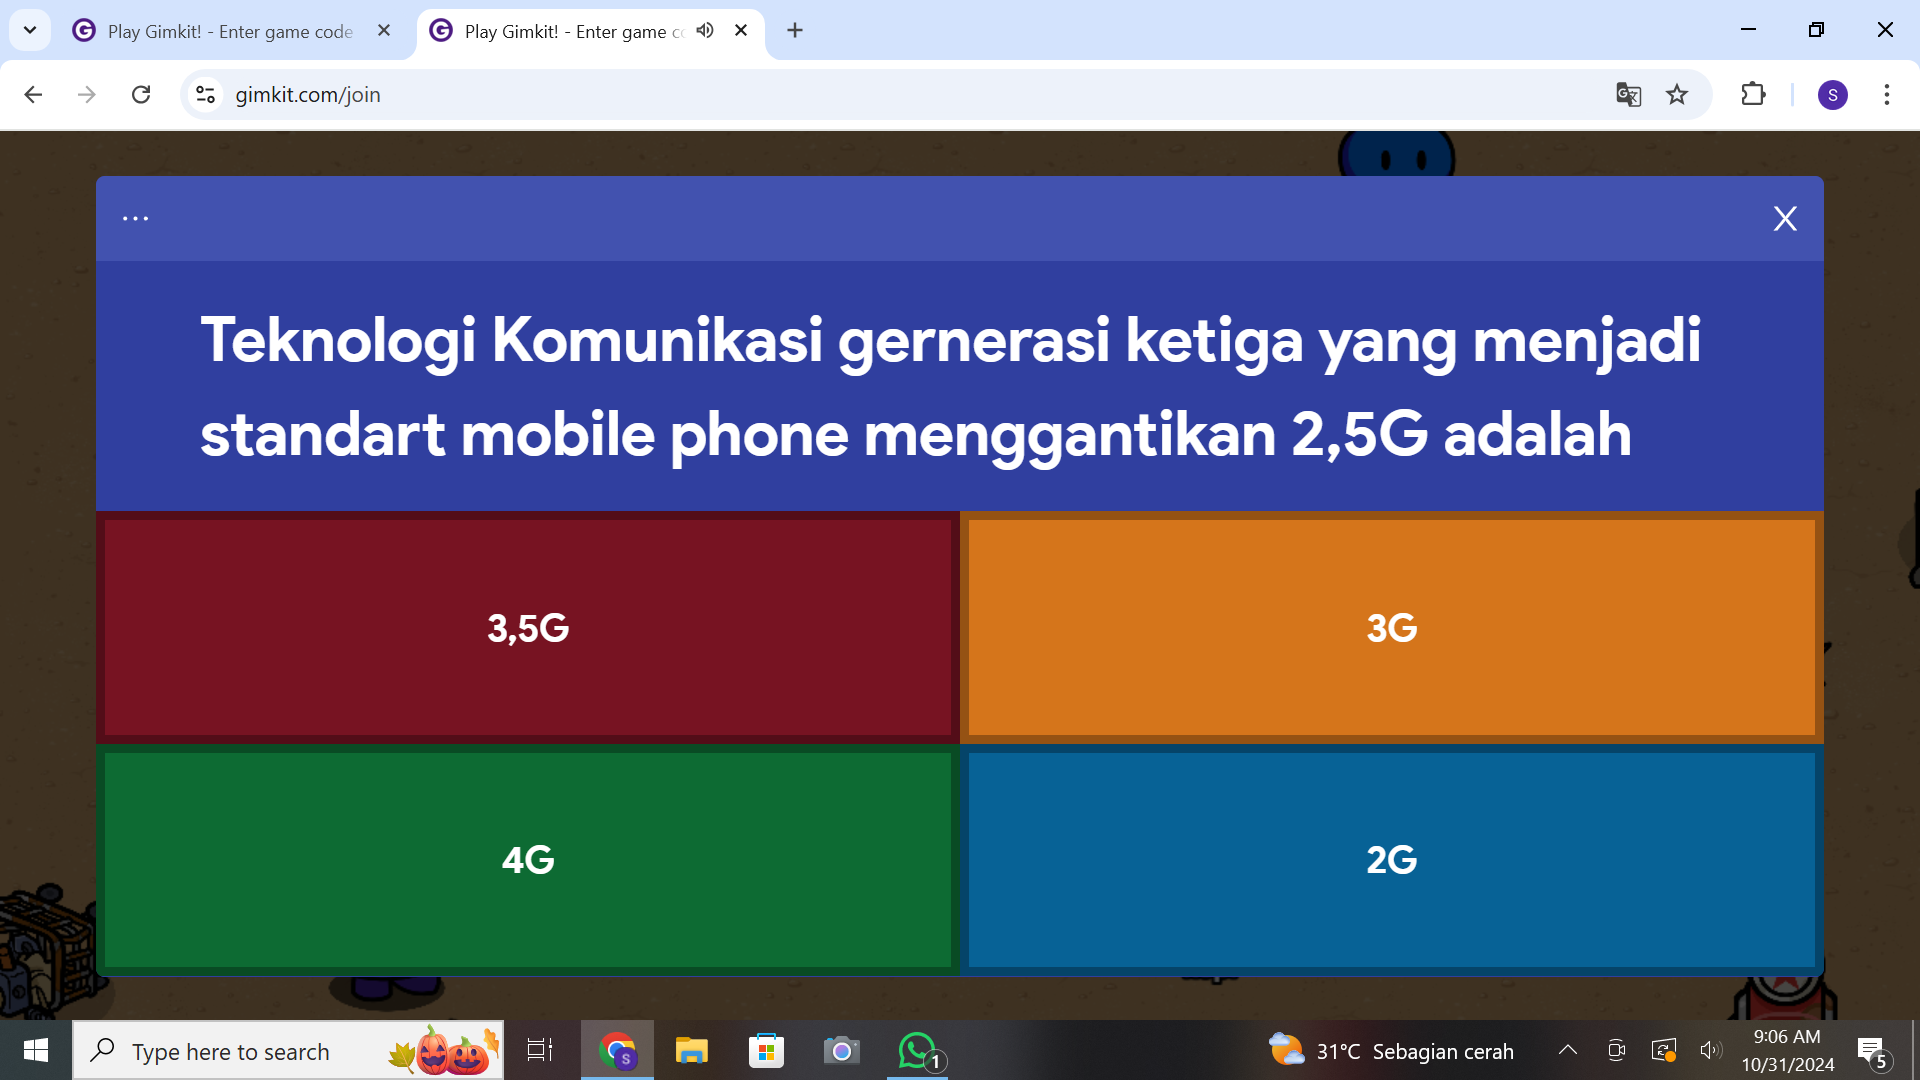 Play Gimkit! - Enter game code
Play Gimkit! - Enter game co
gimkit.com/join
S
...
X
Teknologi Komunikasi gernerasi ketiga yang menjadi
standart mobile phone menggantikan 2,5G adalah
3,5G
3G
4G
2G
Type here to search
S
1
31°C Sebagian cerah
9:06 AM
10/31/2024
5